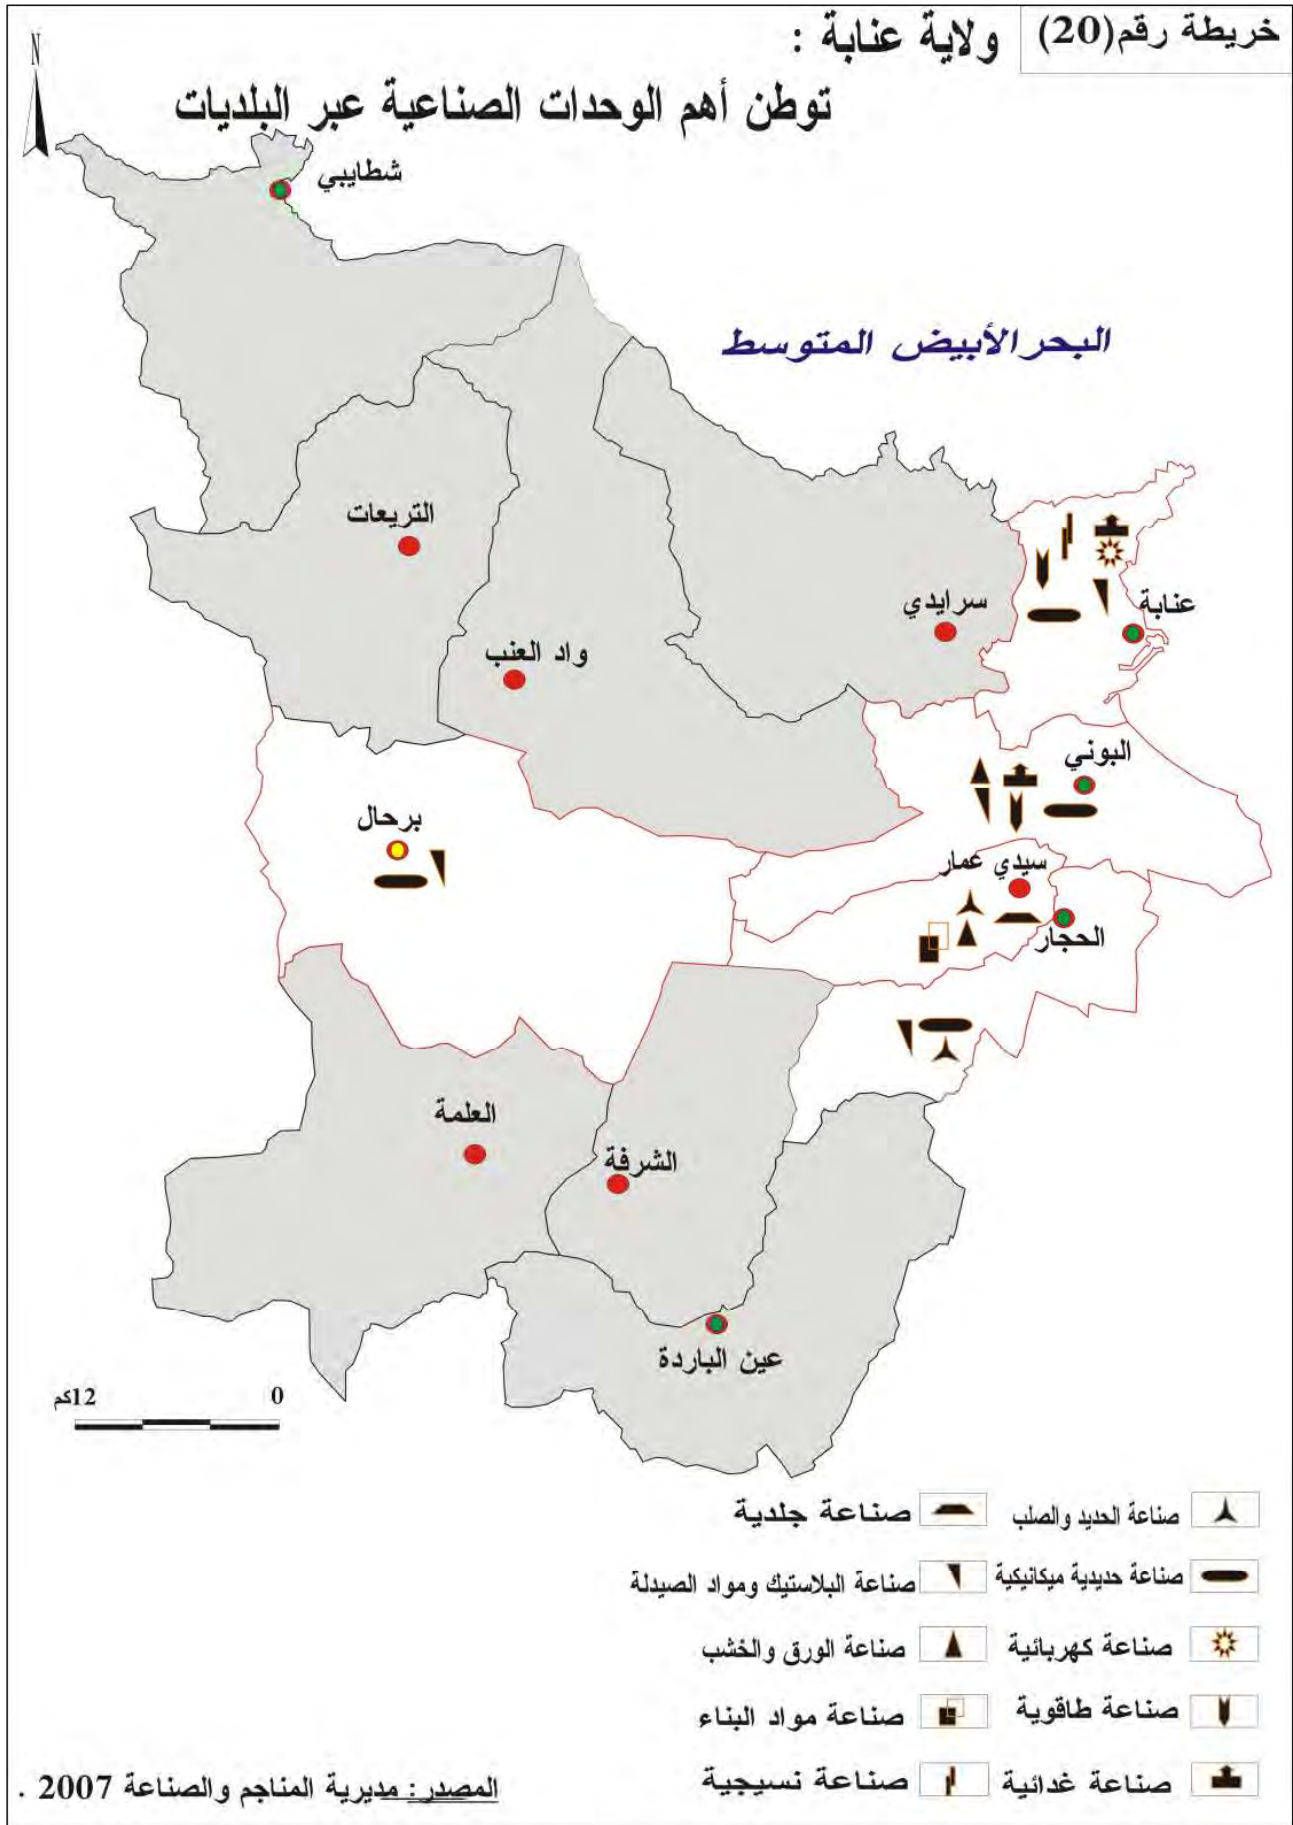 خريطة رقم(20) ولاية عنابة :
توطن أهم الوحدات الصناعية عبر البلديات
N
شطايبي
البحر الأبيض المتوسط
التريعات
سرايدي
عنابة
واد العنب
البوني
برحال
سيدي عمار
الحجار
العلمة
الشرفة
عين الباردة
0 12كم
صناعة الحديد والصلب
صناعة جلدية
صناعة حديدية ميكانيكية
صناعة البلاستيك ومواد الصيدلة
صناعة كهربائية
صناعة الورق والخشب
صناعة طاقوية
صناعة مواد البناء
صناعة غدائية
صناعة نسيجية
المصدر: مديرية المناجم والصناعة 2007 .